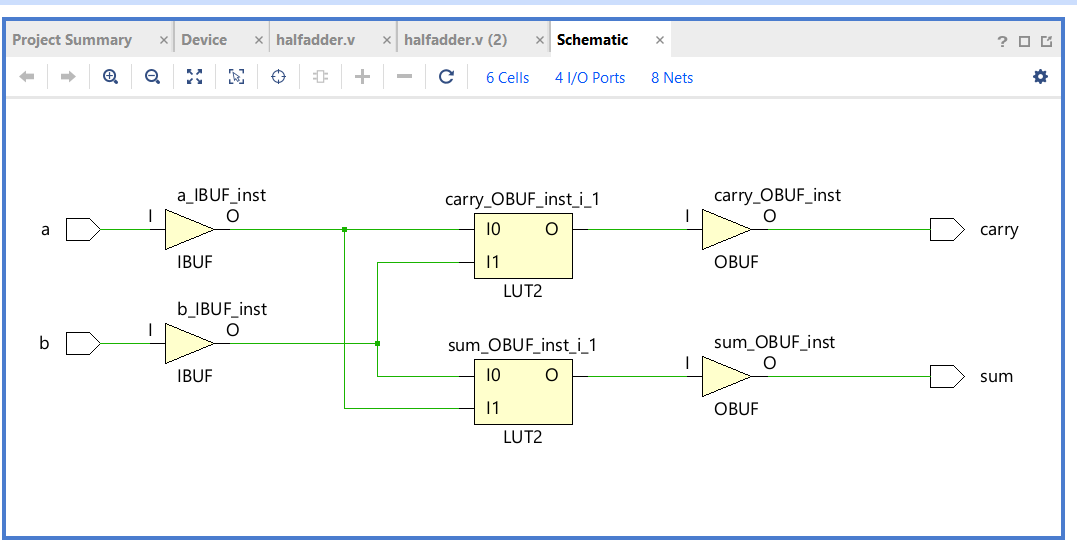 Project Summary × Device × halfadder.v × halfadder.v (2) × Schematic ×
?
6 Cells 4 I/O Ports 8 Nets
a_IBUF_inst carry_OBUF_inst_i_1 carry_OBUF_inst
a I O I0 O I O carry
IBUF I1 OBUF
LUT2
b_IBUF_inst
b I O sum_OBUF_inst_i_1 sum_OBUF_inst
IBUF I0 O I O sum
I1 OBUF
LUT2